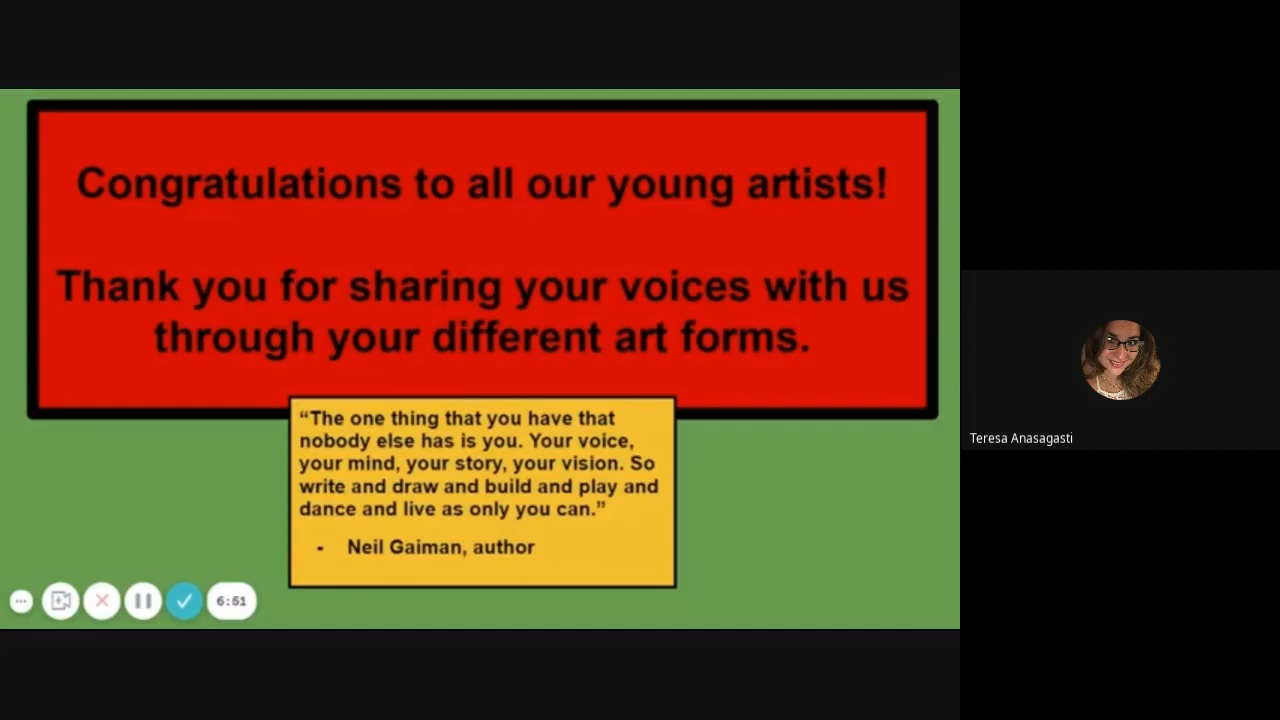 Congratulations to all our young artists!
Thank you for sharing your voices with us
through your different art forms.
“The one thing that you have that
nobody else has is you. Your voice,
your mind, your story, your vision. So
write and draw and build and play and
dance and live as only you can.”
- Neil Gaiman, author
6:51
Teresa Anasagasti